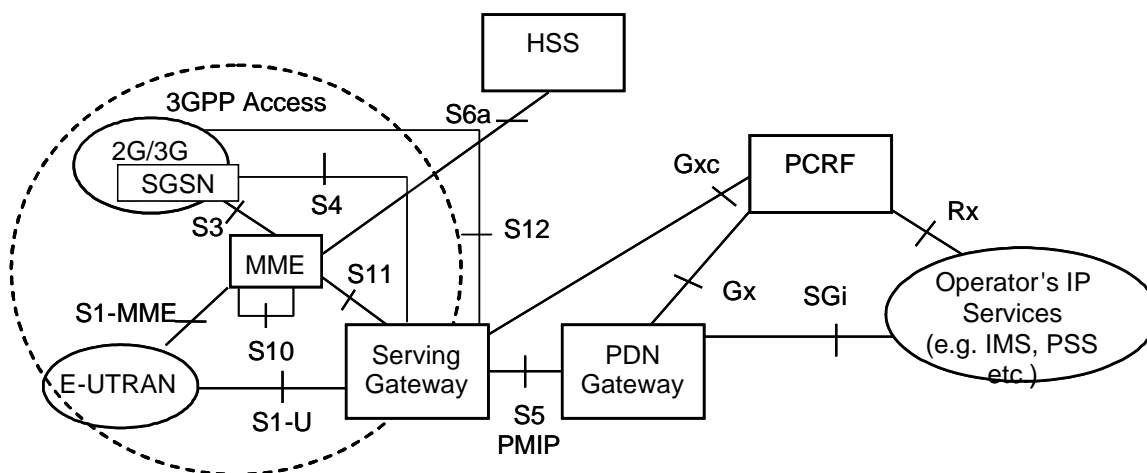 HSS
3GPP Access
S6a
2G/3G
SGSN
S4
S3
Gxc
PCRF
Rx
S12
MME
S11
S1-MME
S10
Gx
SGi
Operator's IP
Services
(e.g. IMS, PSS
etc.)
Serving
Gateway
PDN
Gateway
E-UTRAN
S1-U
S5
PMIP